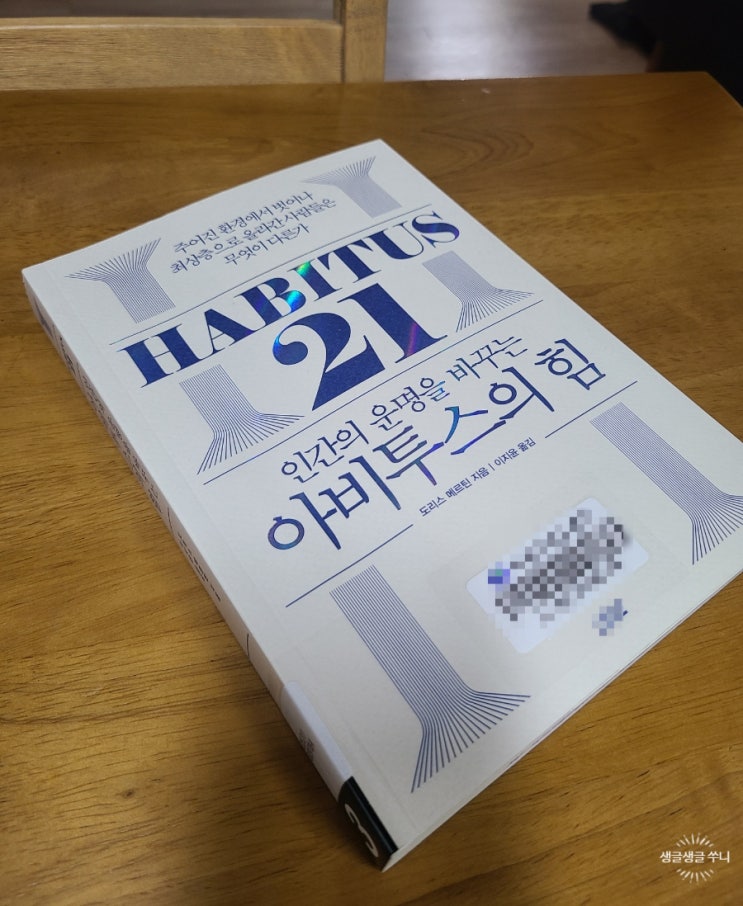 주어진 환경에서 벗어나
최상층으로 올라간 사람들은
무엇이 다른가
HABITUS
21
인간의 운명을 바꾸는
아비투스의 힘
도리스 메르틴 지음 | 이지윤 옮김
3
생글생글 쑤니